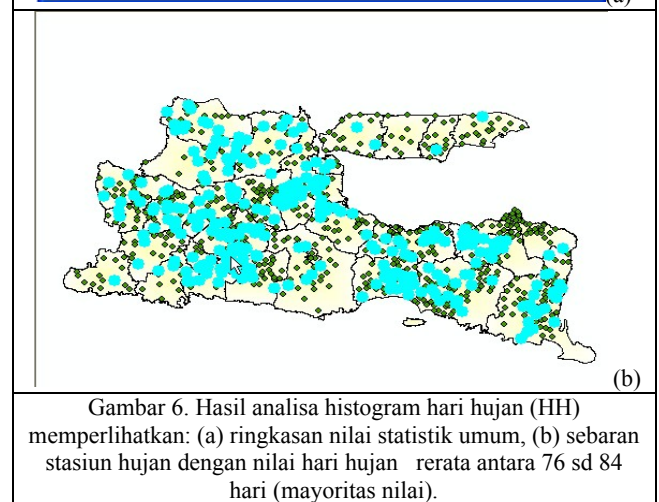 (a)
(b)
Gambar 6. Hasil analisa histogram hari hujan (HH)
memperlihatkan: (a) ringkasan nilai statistik umum, (b) sebaran
stasiun hujan dengan nilai hari hujan   rerata antara 76 sd 84
hari (mayoritas nilai).